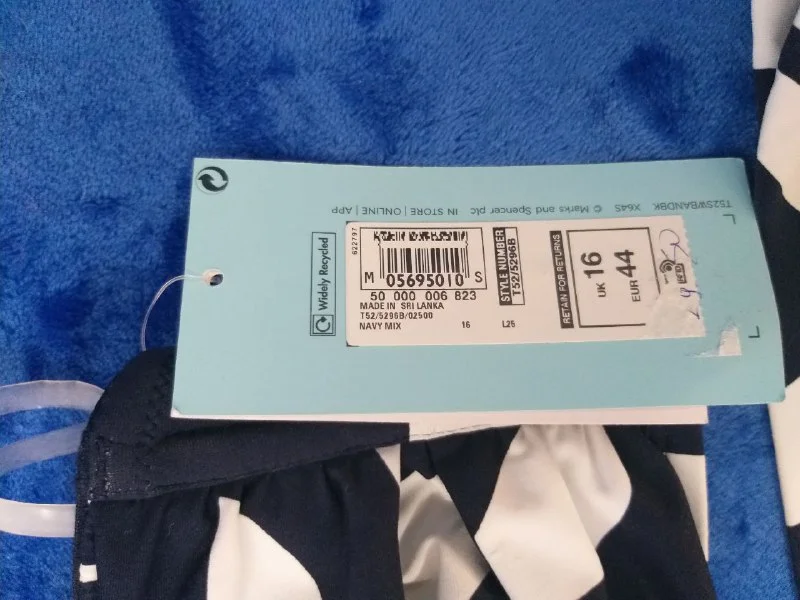 T52SWBANDBK X64S © Marks and Spencer plc IN STORE | ONLINE | APP
Widely Recycled
622797
M 05695010 S
50 000 006 823
MADE IN SRI LANKA
T52/5296B/02500
NAVY MIX 16 L25
STYLE NUMBER
T52/5296B
RETAIN FOR RETURNS
UK 16
EUR 44